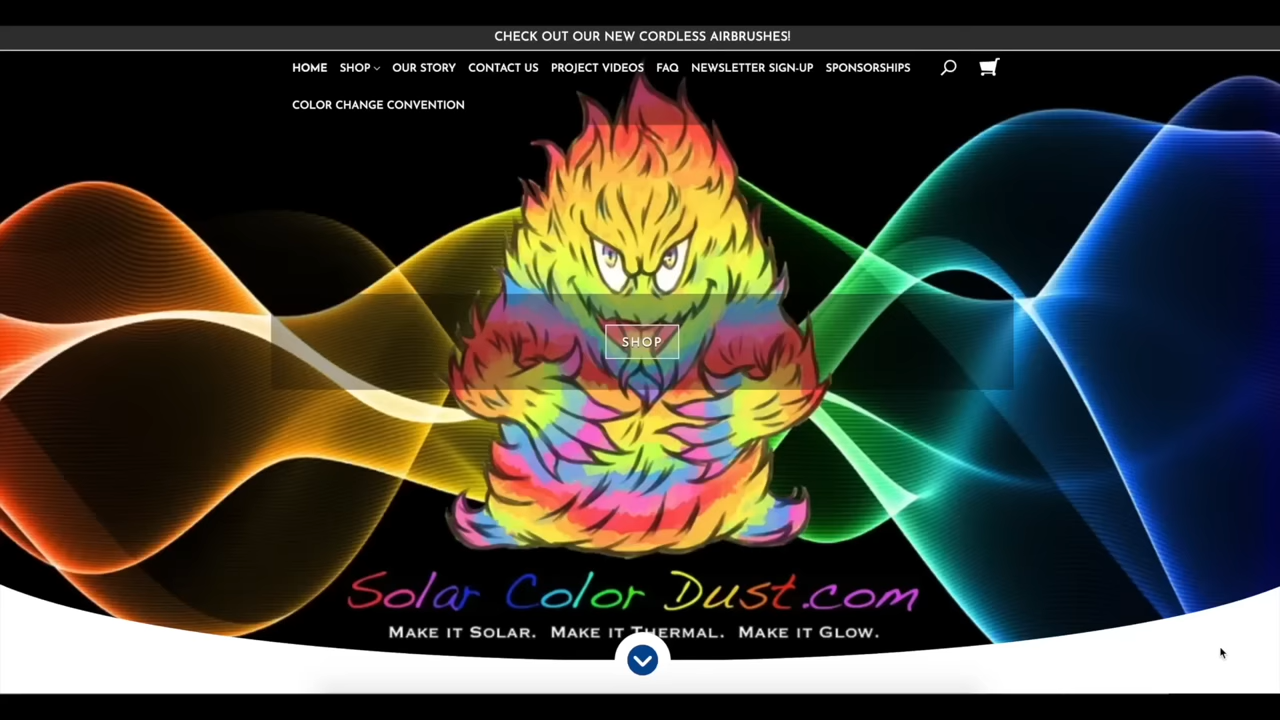 CHECK OUT OUR NEW CORDLESS AIRBRUSHES!
HOME SHOP OUR STORY CONTACT US PROJECT VIDEOS FAQ NEWSLETTER SIGN-UP SPONSORSHIPS
COLOR CHANGE CONVENTION
SHOP
Solar Color Dust.com
MAKE IT SOLAR. MAKE IT THERMAL. MAKE IT GLOW.